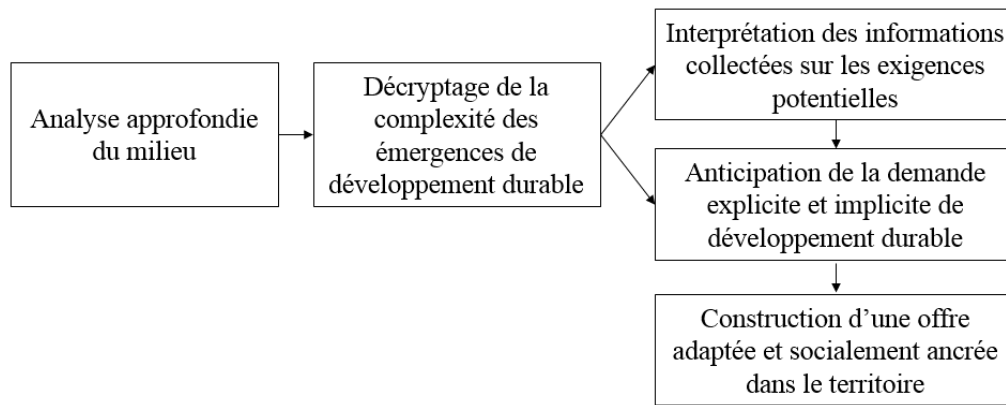 Analyse approfondie
du milieu
Décryptage de la
complexité des
émergences de
développement durable
Interprétation des informations
collectées sur les exigences
potentielles
Anticipation de la demande
explicite et implicite de
développement durable
Construction d’une offre
adaptée et socialement ancrée
dans le territoire